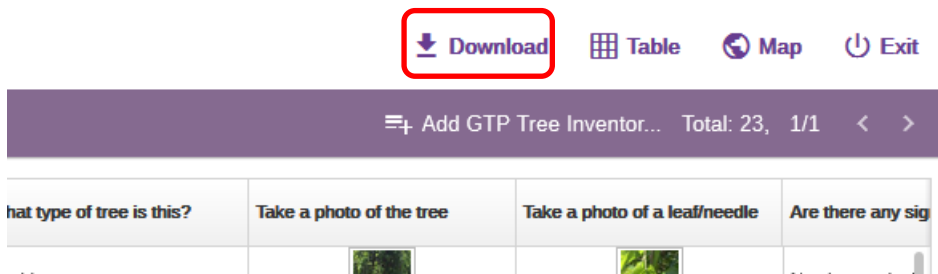 Download Table Map Exit
Add GTP Tree Inventor... Total: 23, 1/1
hat type of tree is this? Take a photo of the tree Take a photo of a leaf/needle Are there any sig